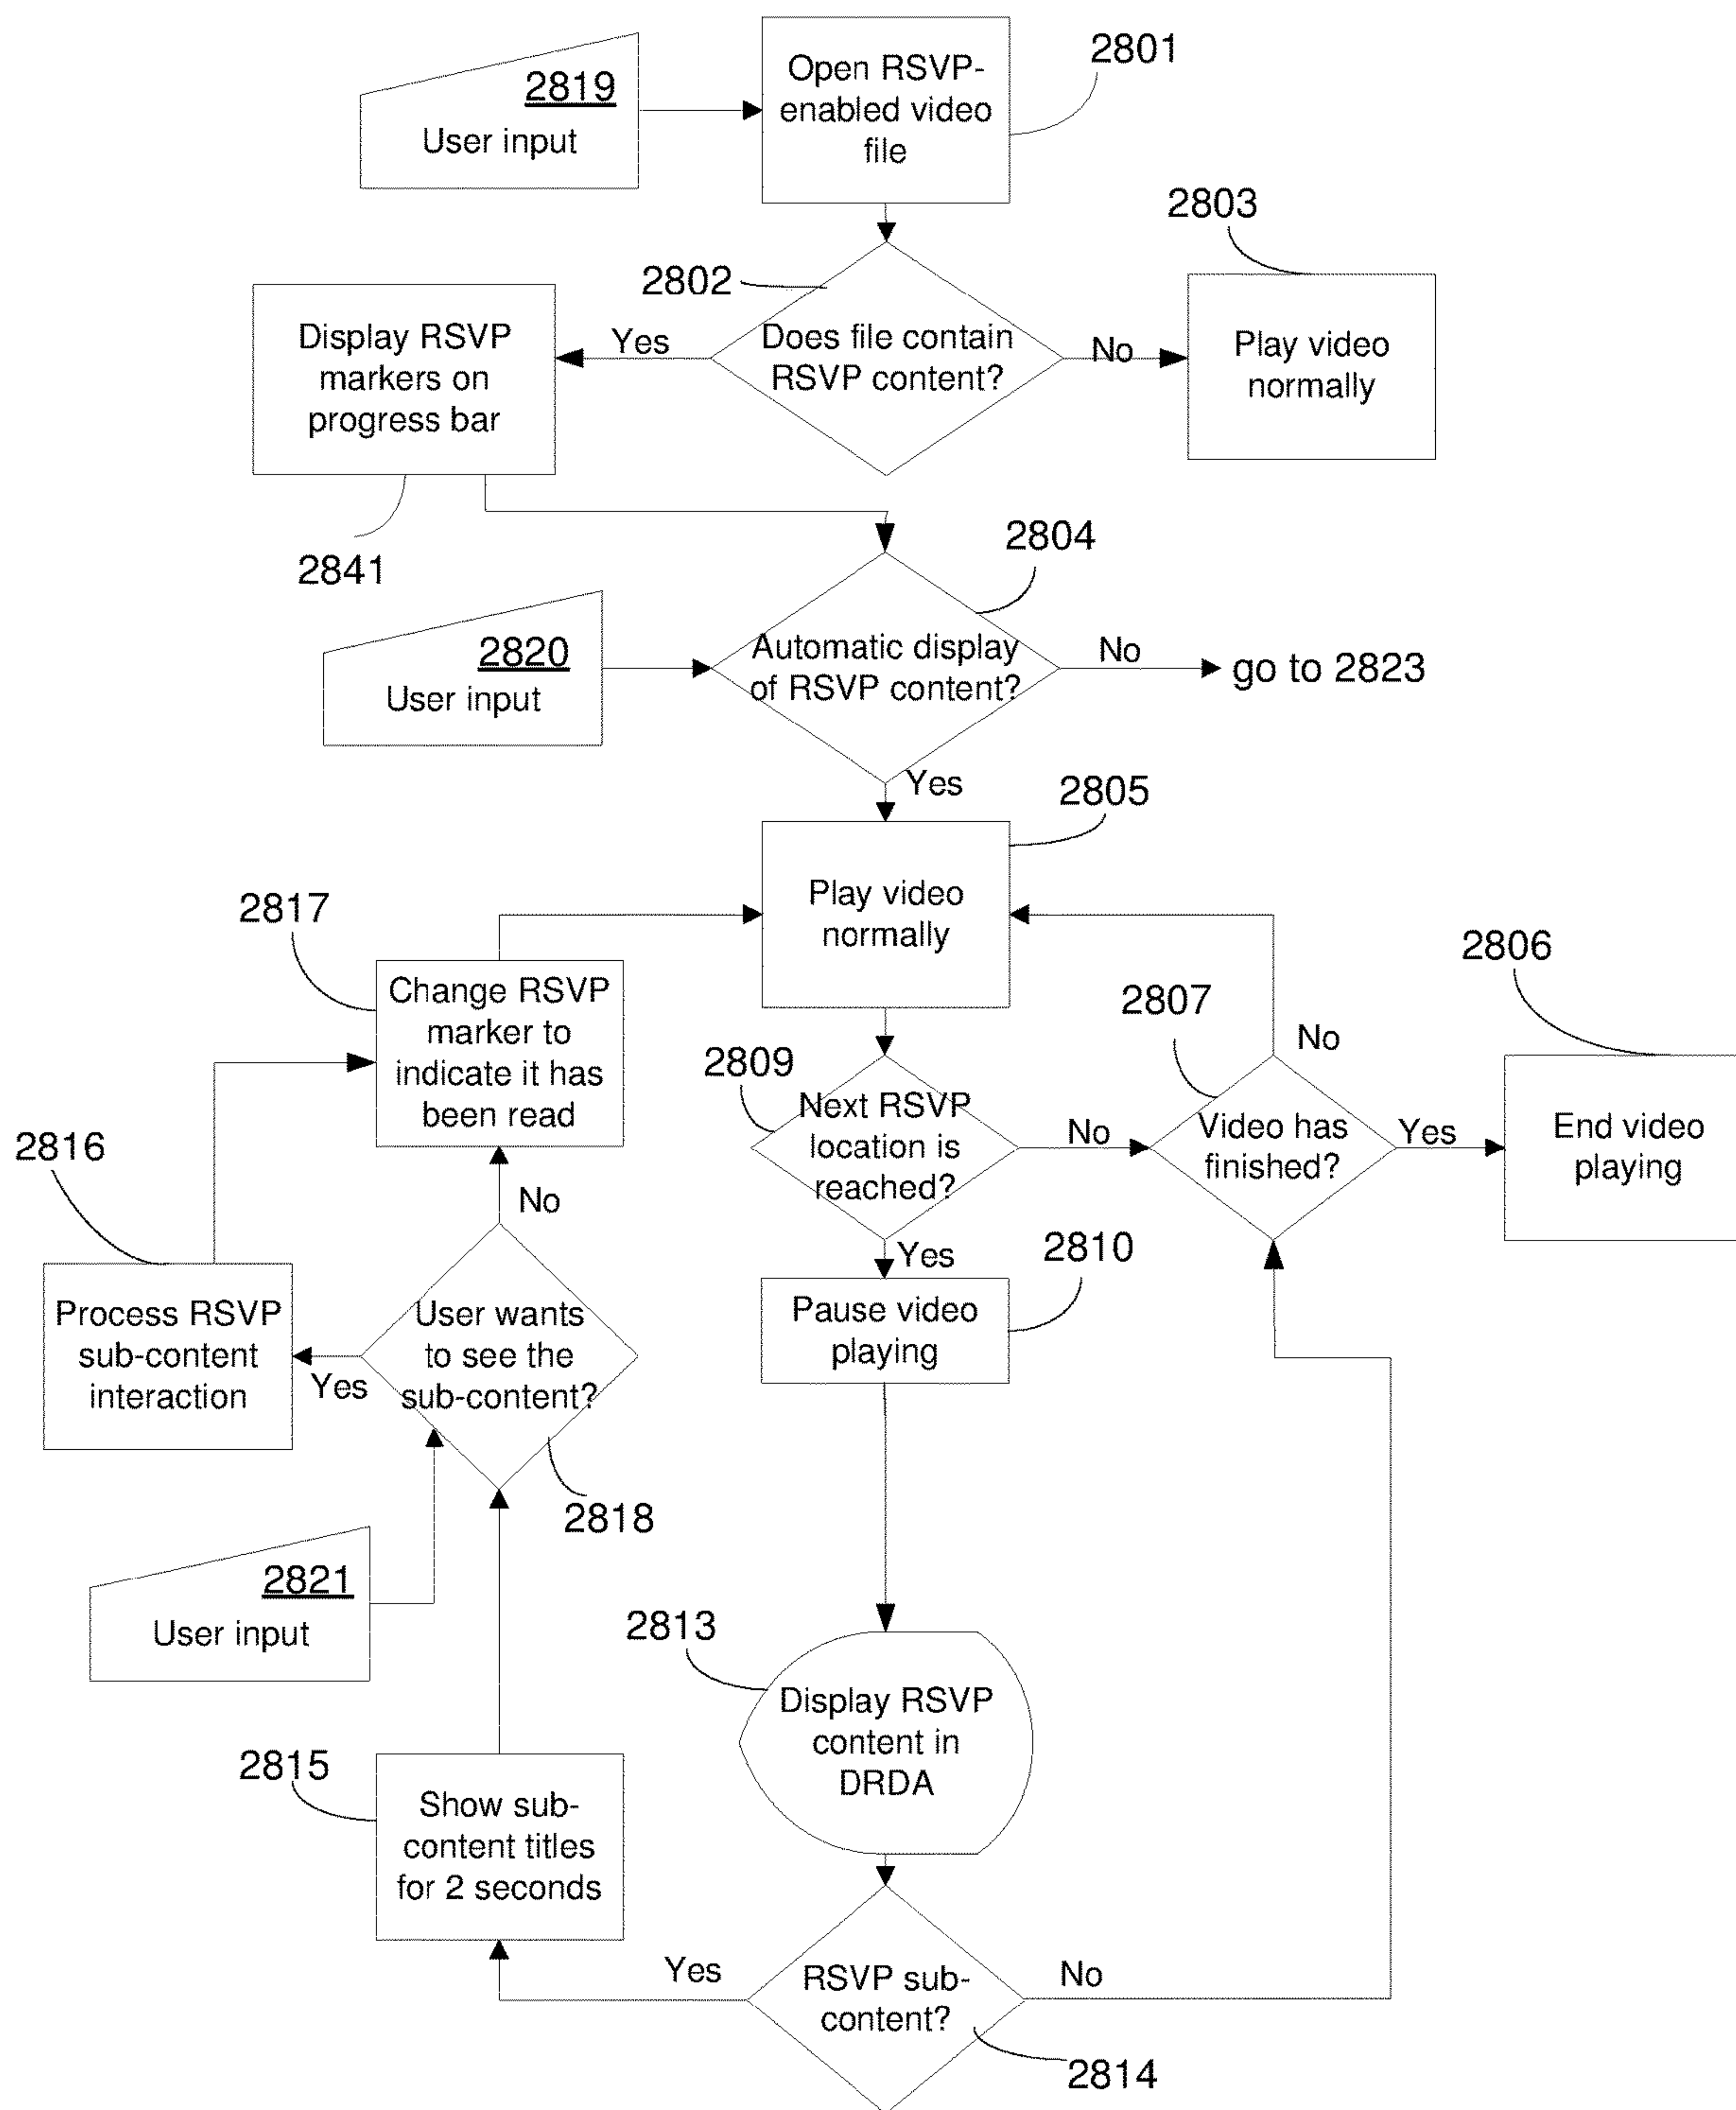 2819
User input
Open RSVP-
enabled video
file
2801
2803
2802
Display RSVP
markers on
progress bar
Yes
Does file contain
RSVP content?
No
Play video
normally
2841
2804
2820
User input
Automatic display
of RSVP content?
No
go to 2823
Yes
2805
Play video
normally
2817
2806
Change RSVP
marker to
indicate it has
been read
2807
No
2809
Next RSVP
location is
reached?
No
Video has
finished?
Yes
End video
playing
2816
No
Yes
2810
Process RSVP
sub-content
interaction
Yes
User wants
to see the
sub-content?
Pause video
playing
2818
2821
User input
2813
Display RSVP
content in
DRDA
2815
Show sub-
content titles
for 2 seconds
Yes
RSVP sub-
content?
No
2814